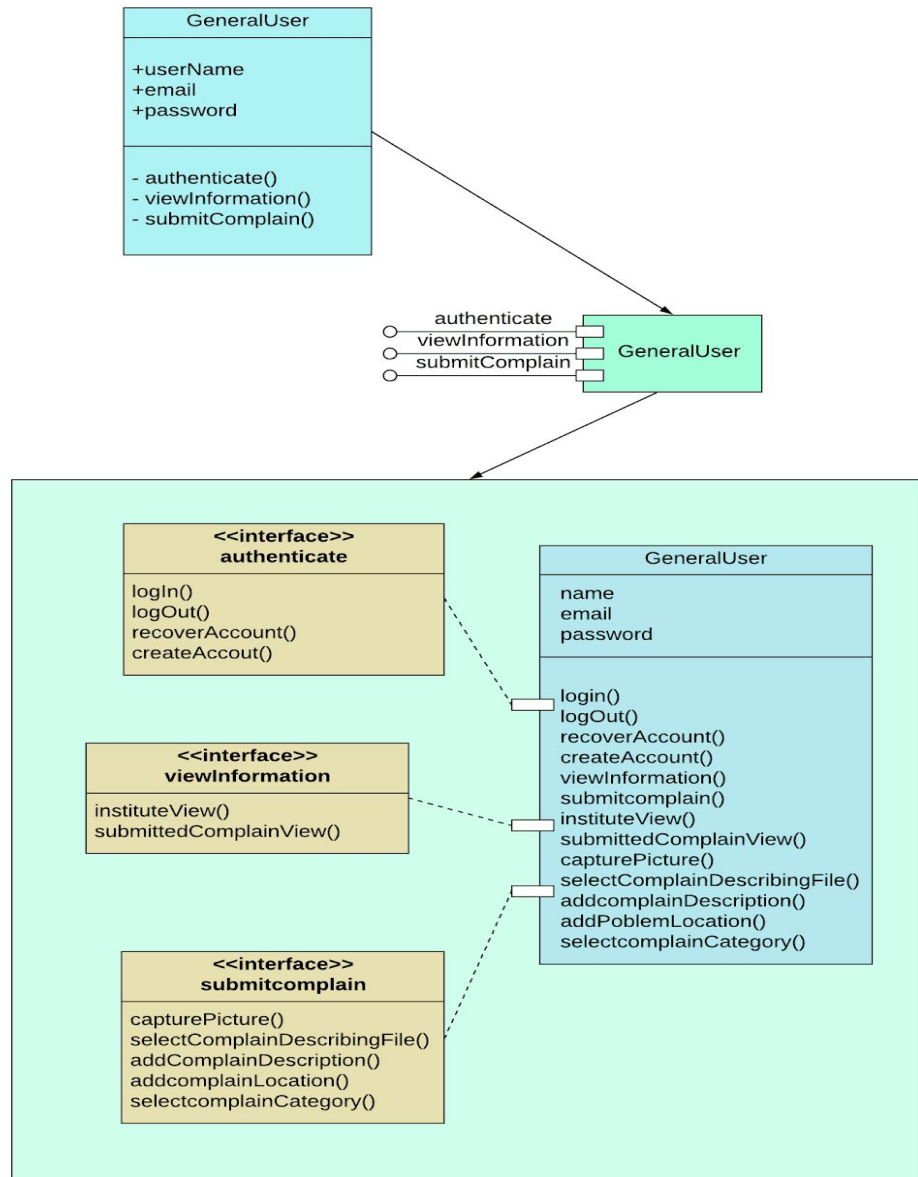 GeneralUser
+userName
+email
+password
- authenticate()
- viewInformation()
- submitComplain()
authenticate
viewInformation
submitComplain
GeneralUser
<<interface>>
authenticate
logIn()
logOut()
recoverAccount()
createAccout()
GeneralUser
name
email
password
login()
logOut()
recoverAccount()
createAccount()
viewInformation()
submitcomplain()
instituteView()
submittedComplainView()
capturePicture()
selectComplainDescribingFile()
addcomplainDescription()
addPoblemLocation()
selectcomplainCategory()
<<interface>>
viewInformation
instituteView()
submittedComplainView()
<<interface>>
submitcomplain
capturePicture()
selectComplainDescribingFile()
addComplainDescription()
addcomplainLocation()
selectcomplainCategory()